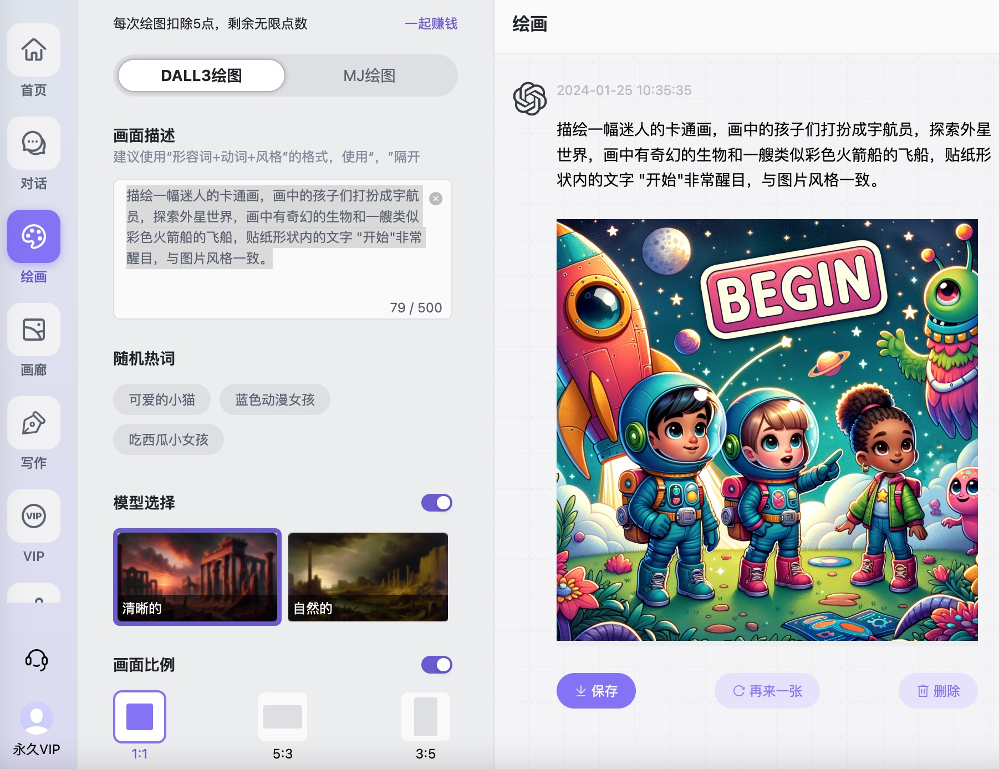 首页
对话
绘画
画廊
写作
VIP
VIP
永久VIP
每次绘图扣除5点，剩余无限点数
一起赚钱
DALL3绘图
MJ绘图
画面描述
建议使用“形容词+动词+风格”的格式，使用“，”隔开
描绘一幅迷人的卡通画，画中的孩子们打扮成宇航
员，探索外星世界，画中有奇幻的生物和一艘类似
彩色火箭船的飞船，贴纸形状内的文字 "开始"非常
醒目，与图片风格一致。
79 / 500
随机热词
可爱的小猫
蓝色动漫女孩
吃西瓜小女孩
模型选择
清晰的
自然的
画面比例
1:1
5:3
3:5
绘画
2024-01-25 10:35:35
描绘一幅迷人的卡通画，画中的孩子们打扮成宇航员，探索外星
世界，画中有奇幻的生物和一艘类似彩色火箭船的飞船，贴纸形
状内的文字 "开始"非常醒目，与图片风格一致。
BEGIN
保存
再来一张
删除